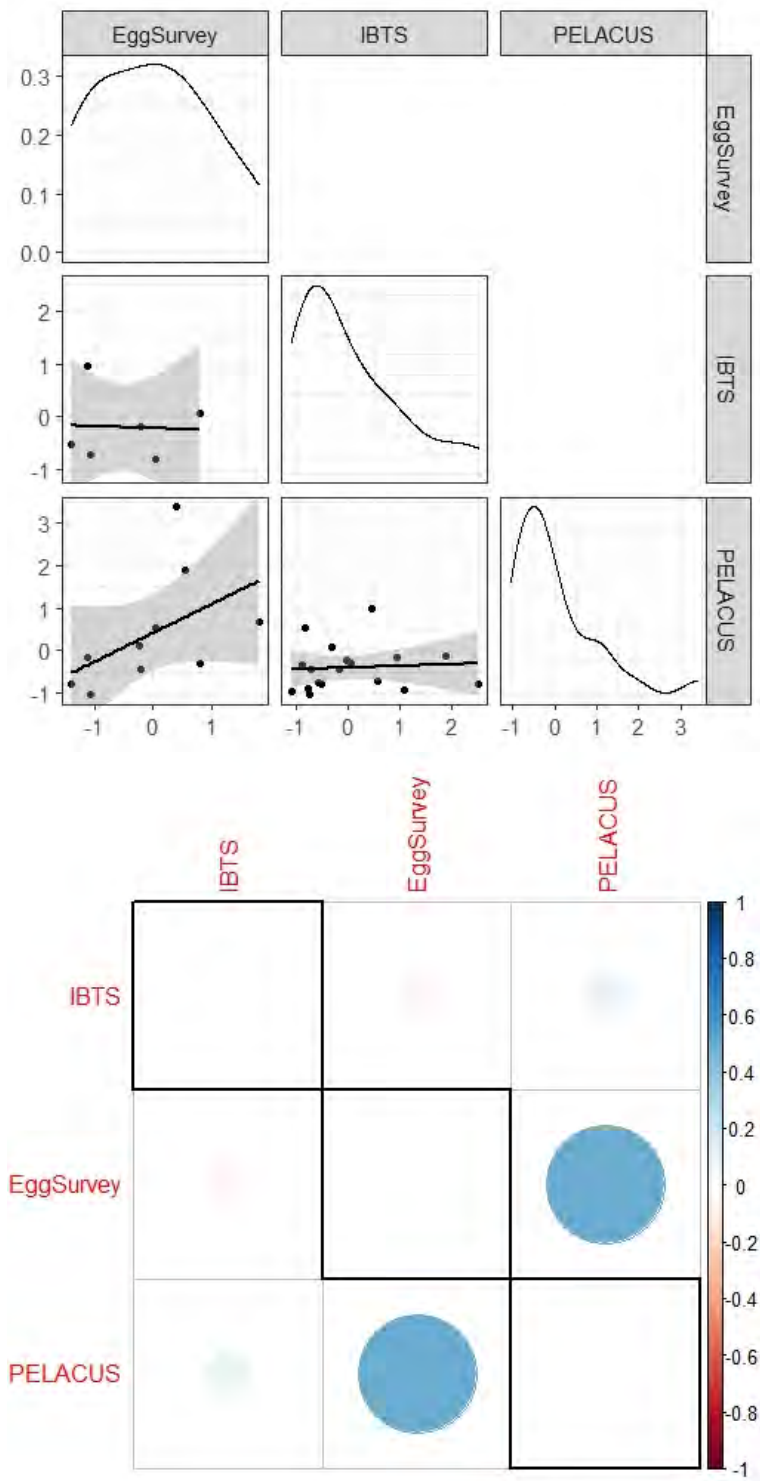 EggSurvey IBTS PELACUS
0.3
0.2
0.1
0.0
EggSurvey
2
1
0
-1
IBTS
3
2
1
0
-1
PELACUS
-1 0 1 -1 0 1 2 -1 0 1 2 3
IBTS EggSurvey PELACUS
IBTS
EggSurvey
PELACUS
1
0.8
0.6
0.4
0.2
0
-0.2
-0.4
-0.6
-0.8
-1